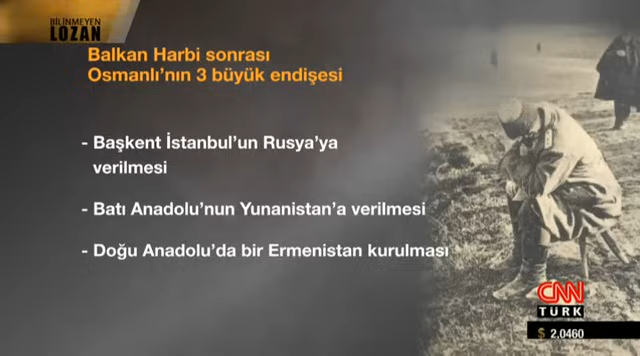 BİLİNMEYEN
LOZAN
Balkan Harbi sonrası
Osmanlı'nın 3 büyük endişesi
- Başkent İstanbul'un Rusya'ya
verilmesi
- Batı Anadolu'nun Yunanistan'a verilmesi
- Doğu Anadolu'da bir Ermenistan kurulması
CNN
TÜRK
$ 2,0460